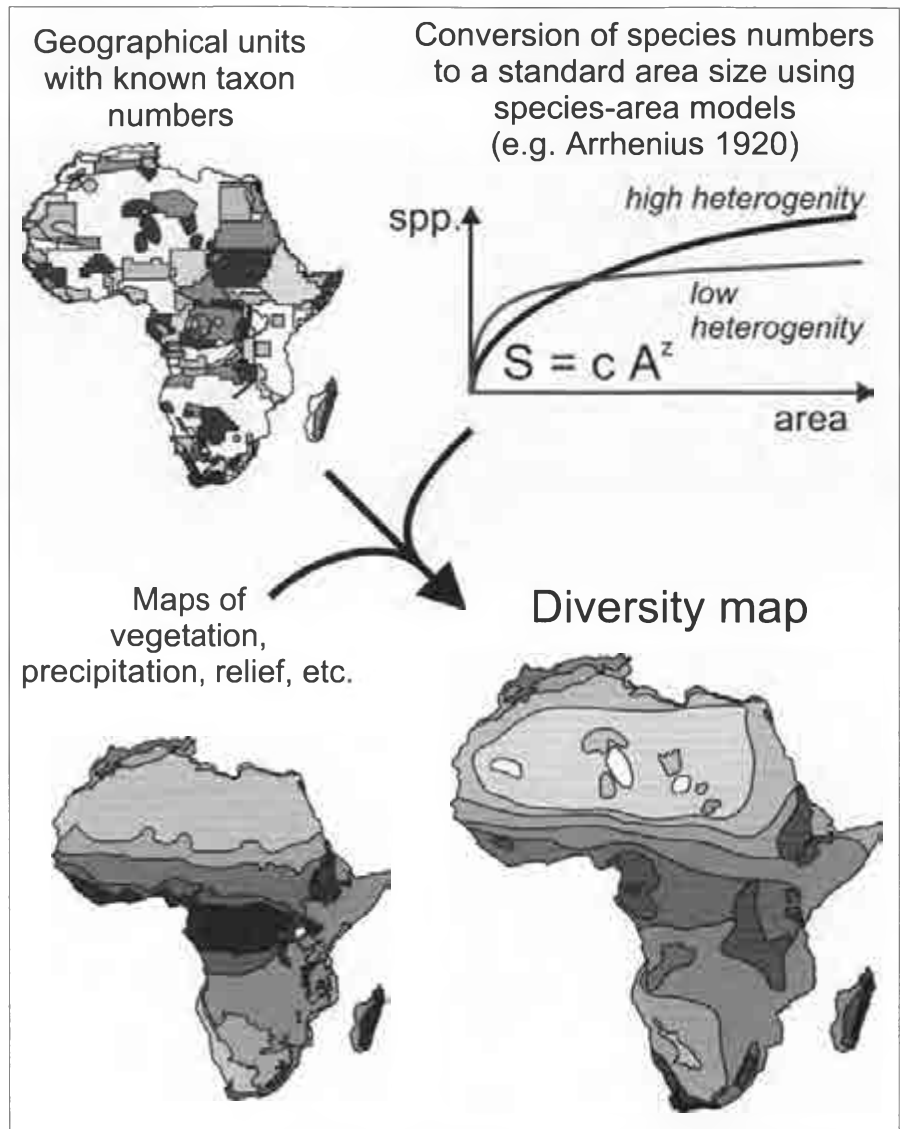 Geographical units
with known taxon
numbers
Conversion of species numbers
to a standard area size using
species-area models
(e.g. Arrhenius 1920)
spp.
high heterogenity
low
heterogenity
S = c A^z
area
Maps of
vegetation,
precipitation, relief, etc.
Diversity map